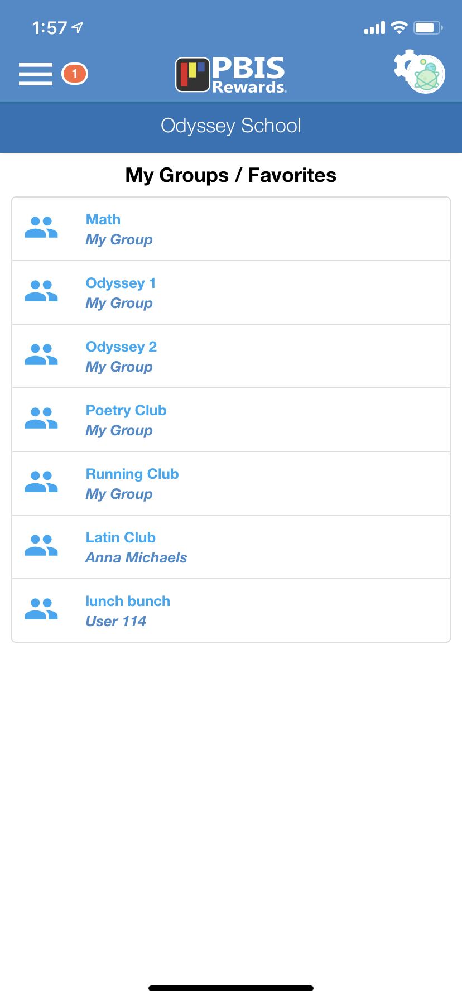 1:57
1
PBIS
Rewards.
Odyssey School
My Groups / Favorites
Math
My Group
Odyssey 1
My Group
Odyssey 2
My Group
Poetry Club
My Group
Running Club
My Group
Latin Club
Anna Michaels
lunch bunch
User 114